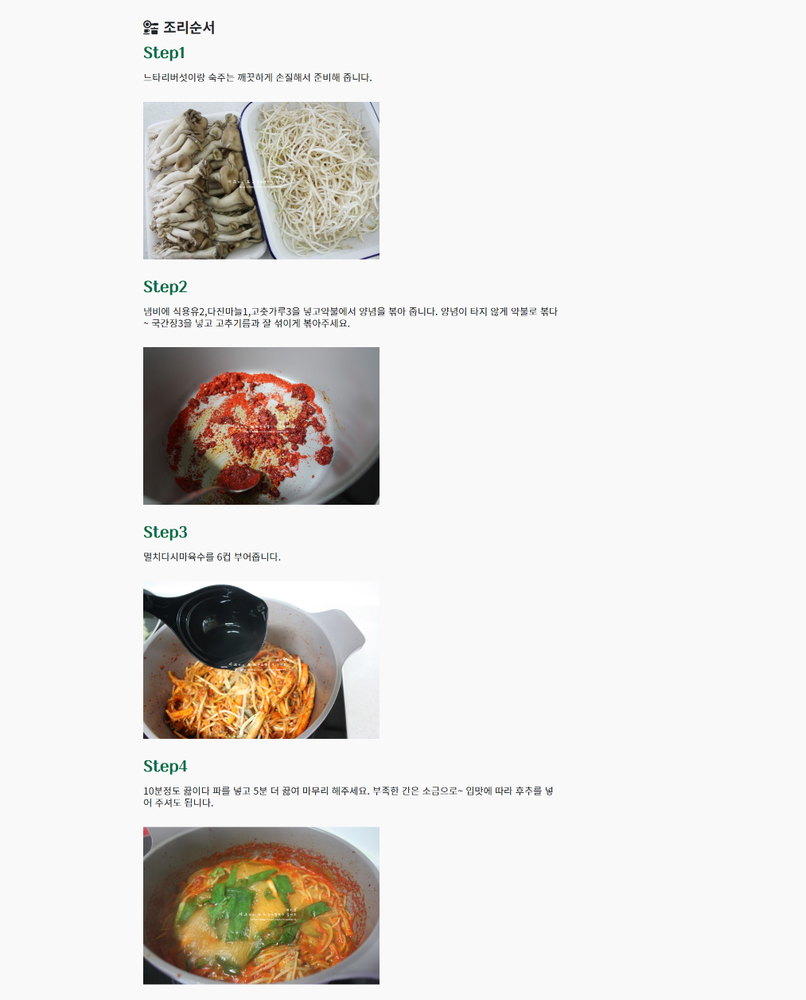 조리순서
Step1
느타리버섯이랑 숙주는 깨끗하게 손질해서 준비해 줍니다.
Step2
냄비에 식용유2,다진마늘1,고춧가루3을 넣고약불에서 양념을 볶아 줍니다. 양념이 타지 않게 약불로 볶다
~ 국간장3을 넣고 고추기름과 잘 섞이게 볶아주세요.
Step3
멸치다시마육수를 6컵 부어줍니다.
Step4
10분정도 끓이다 파를 넣고 5분 더 끓여 마무리 해주세요. 부족한 간은 소금으로~ 입맛에 따라 후추를 넣
어 주셔도 됩니다.